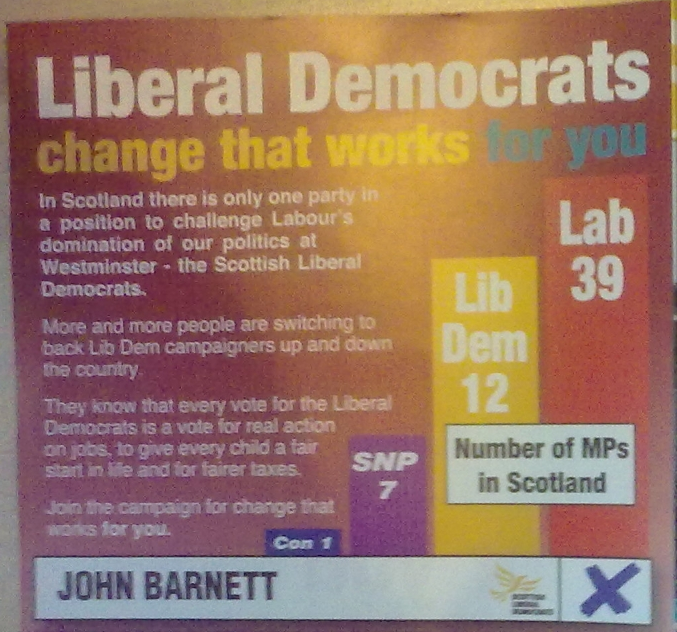 Liberal Democrats
change that works for you
In Scotland there is only one party in
a position to challenge Labour's
domination of our politics at
Westminster - the Scottish Liberal
Democrats.
More and more people are switching to
back Lib Dem campaigners up and down
the country.
They know that every vote for the Liberal
Democrats is a vote for real action
on jobs, to give every child a fair
start in life and for fairer taxes.
Join the campaign for change that
works for you.
Con 1
SNP
7
Lib
Dem
12
Lab
39
Number of MPs
in Scotland
JOHN BARNETT
SCOTTISH
LIBERAL
DEMOCRATS